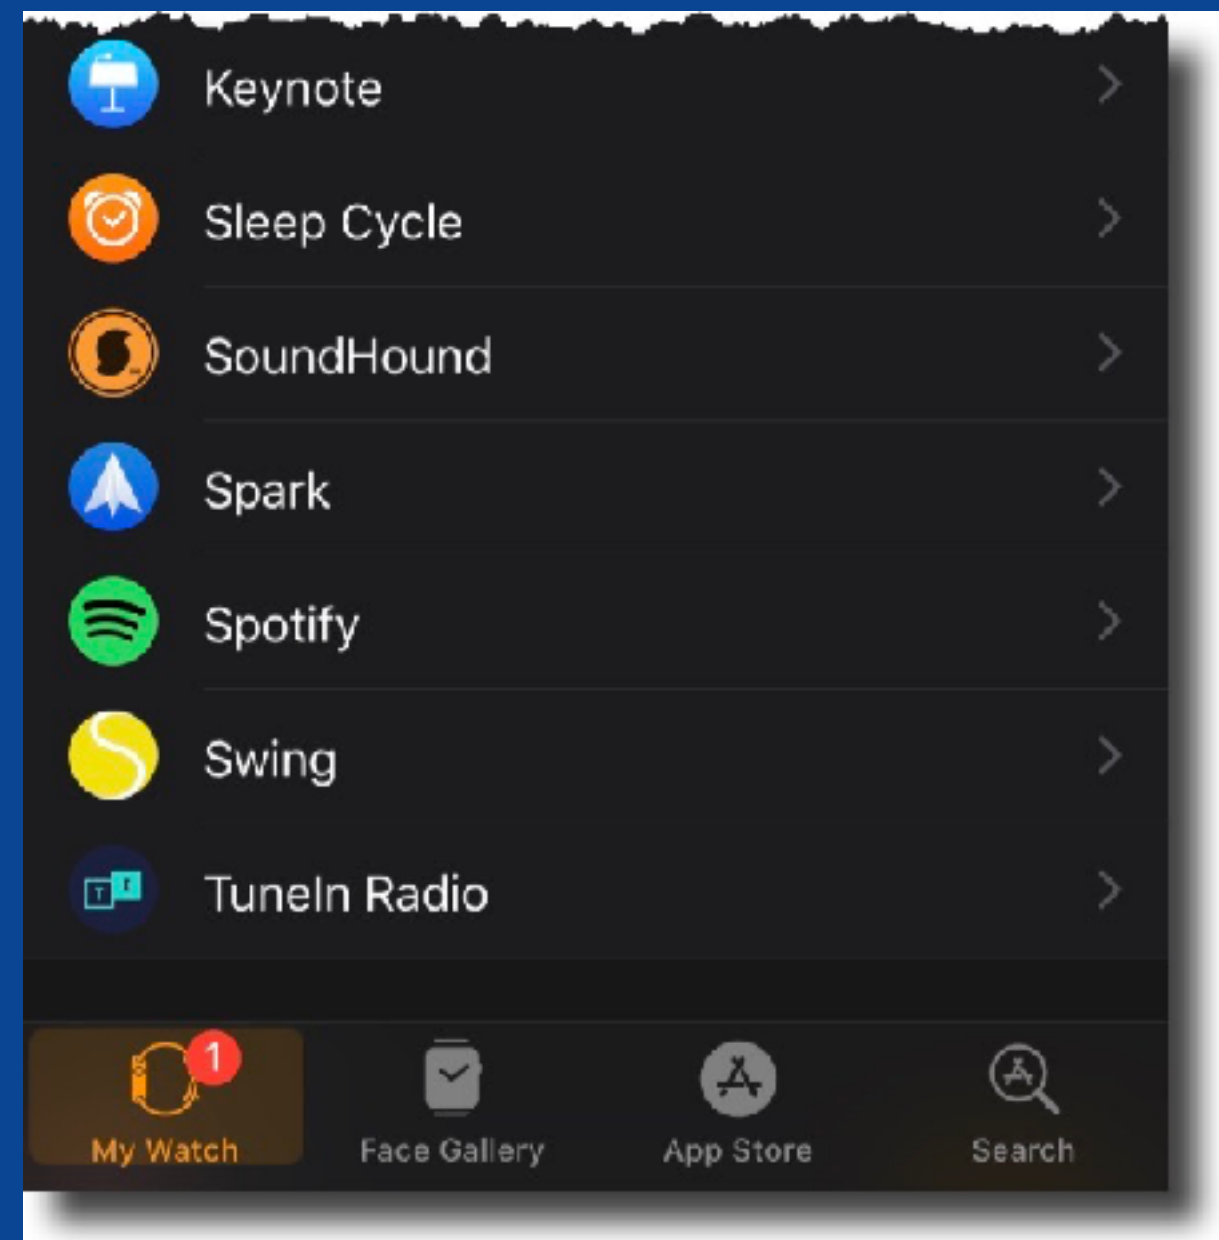 Keynote
Sleep Cycle
SoundHound
Spark
Spotify
Swing
T
TuneIn Radio
1
My Watch
Face Gallery
App Store
Search